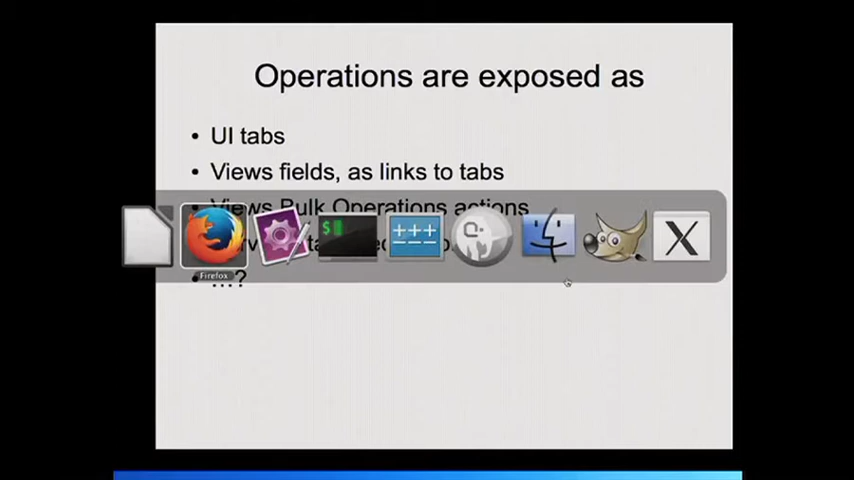 Operations are exposed as
• UI tabs
• Views fields, as links to tabs
• Views Bulk Operations actions
• ...?
Firefox